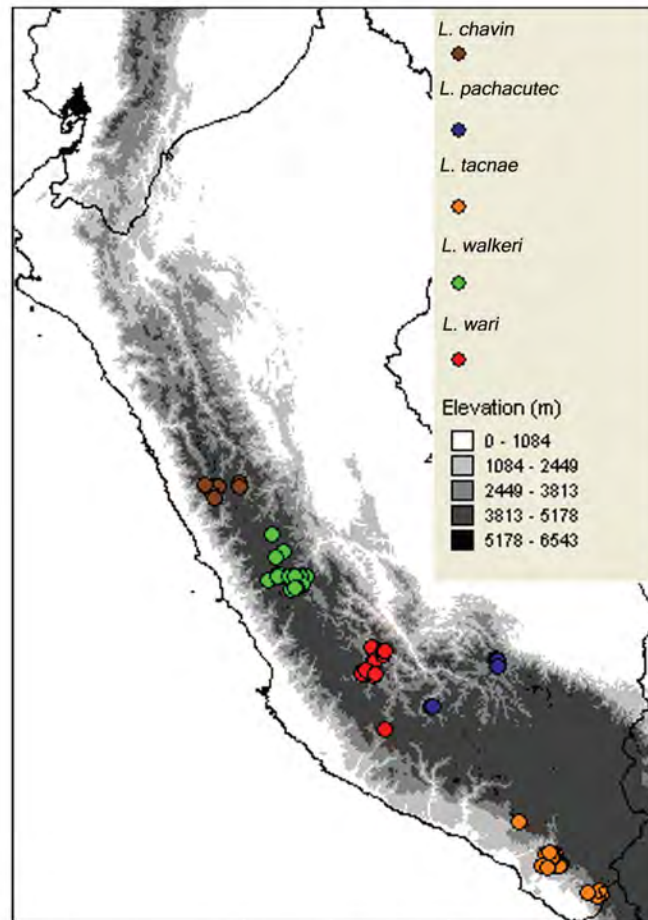 L. chavin
L. pachacutec
L. tacnae
L. walkeri
L. wari
Elevation (m)
0 - 1084
1084 - 2449
2449 - 3813
3813 - 5178
5178 - 6543